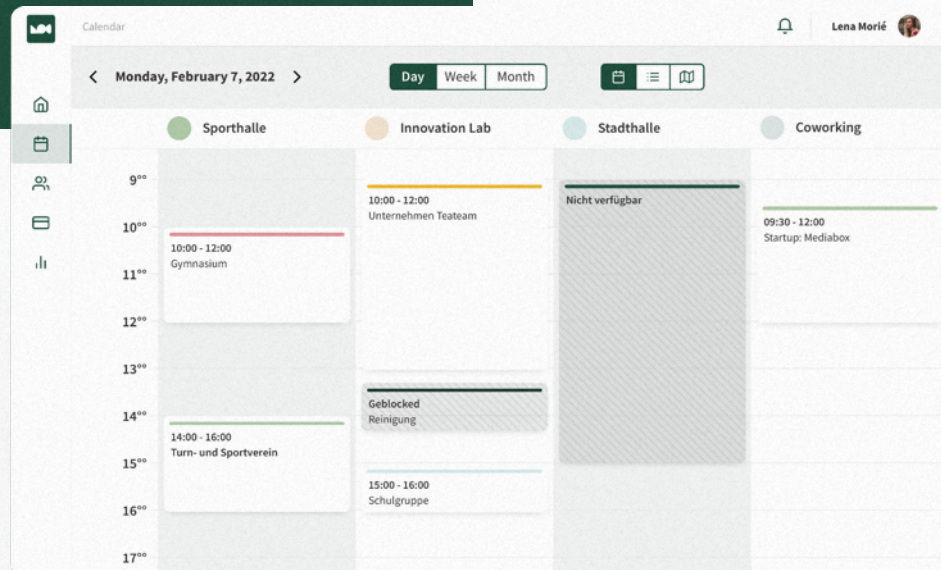 Calendar
Lena Morié
Monday, February 7, 2022
Day Week Month
Sporthalle
Innovation Lab
Stadthalle
Coworking
9⁰⁰
10:00 - 12:00
Unternehmen Teateam
Nicht verfügbar
09:30 - 12:00
Startup: Mediabox
10⁰⁰
10:00 - 12:00
Gymnasium
11⁰⁰
12⁰⁰
13⁰⁰
Geblocked
Reinigung
14⁰⁰
14:00 - 16:00
Turn- und Sportverein
15⁰⁰
15:00 - 16:00
Schulgruppe
16⁰⁰
17⁰⁰